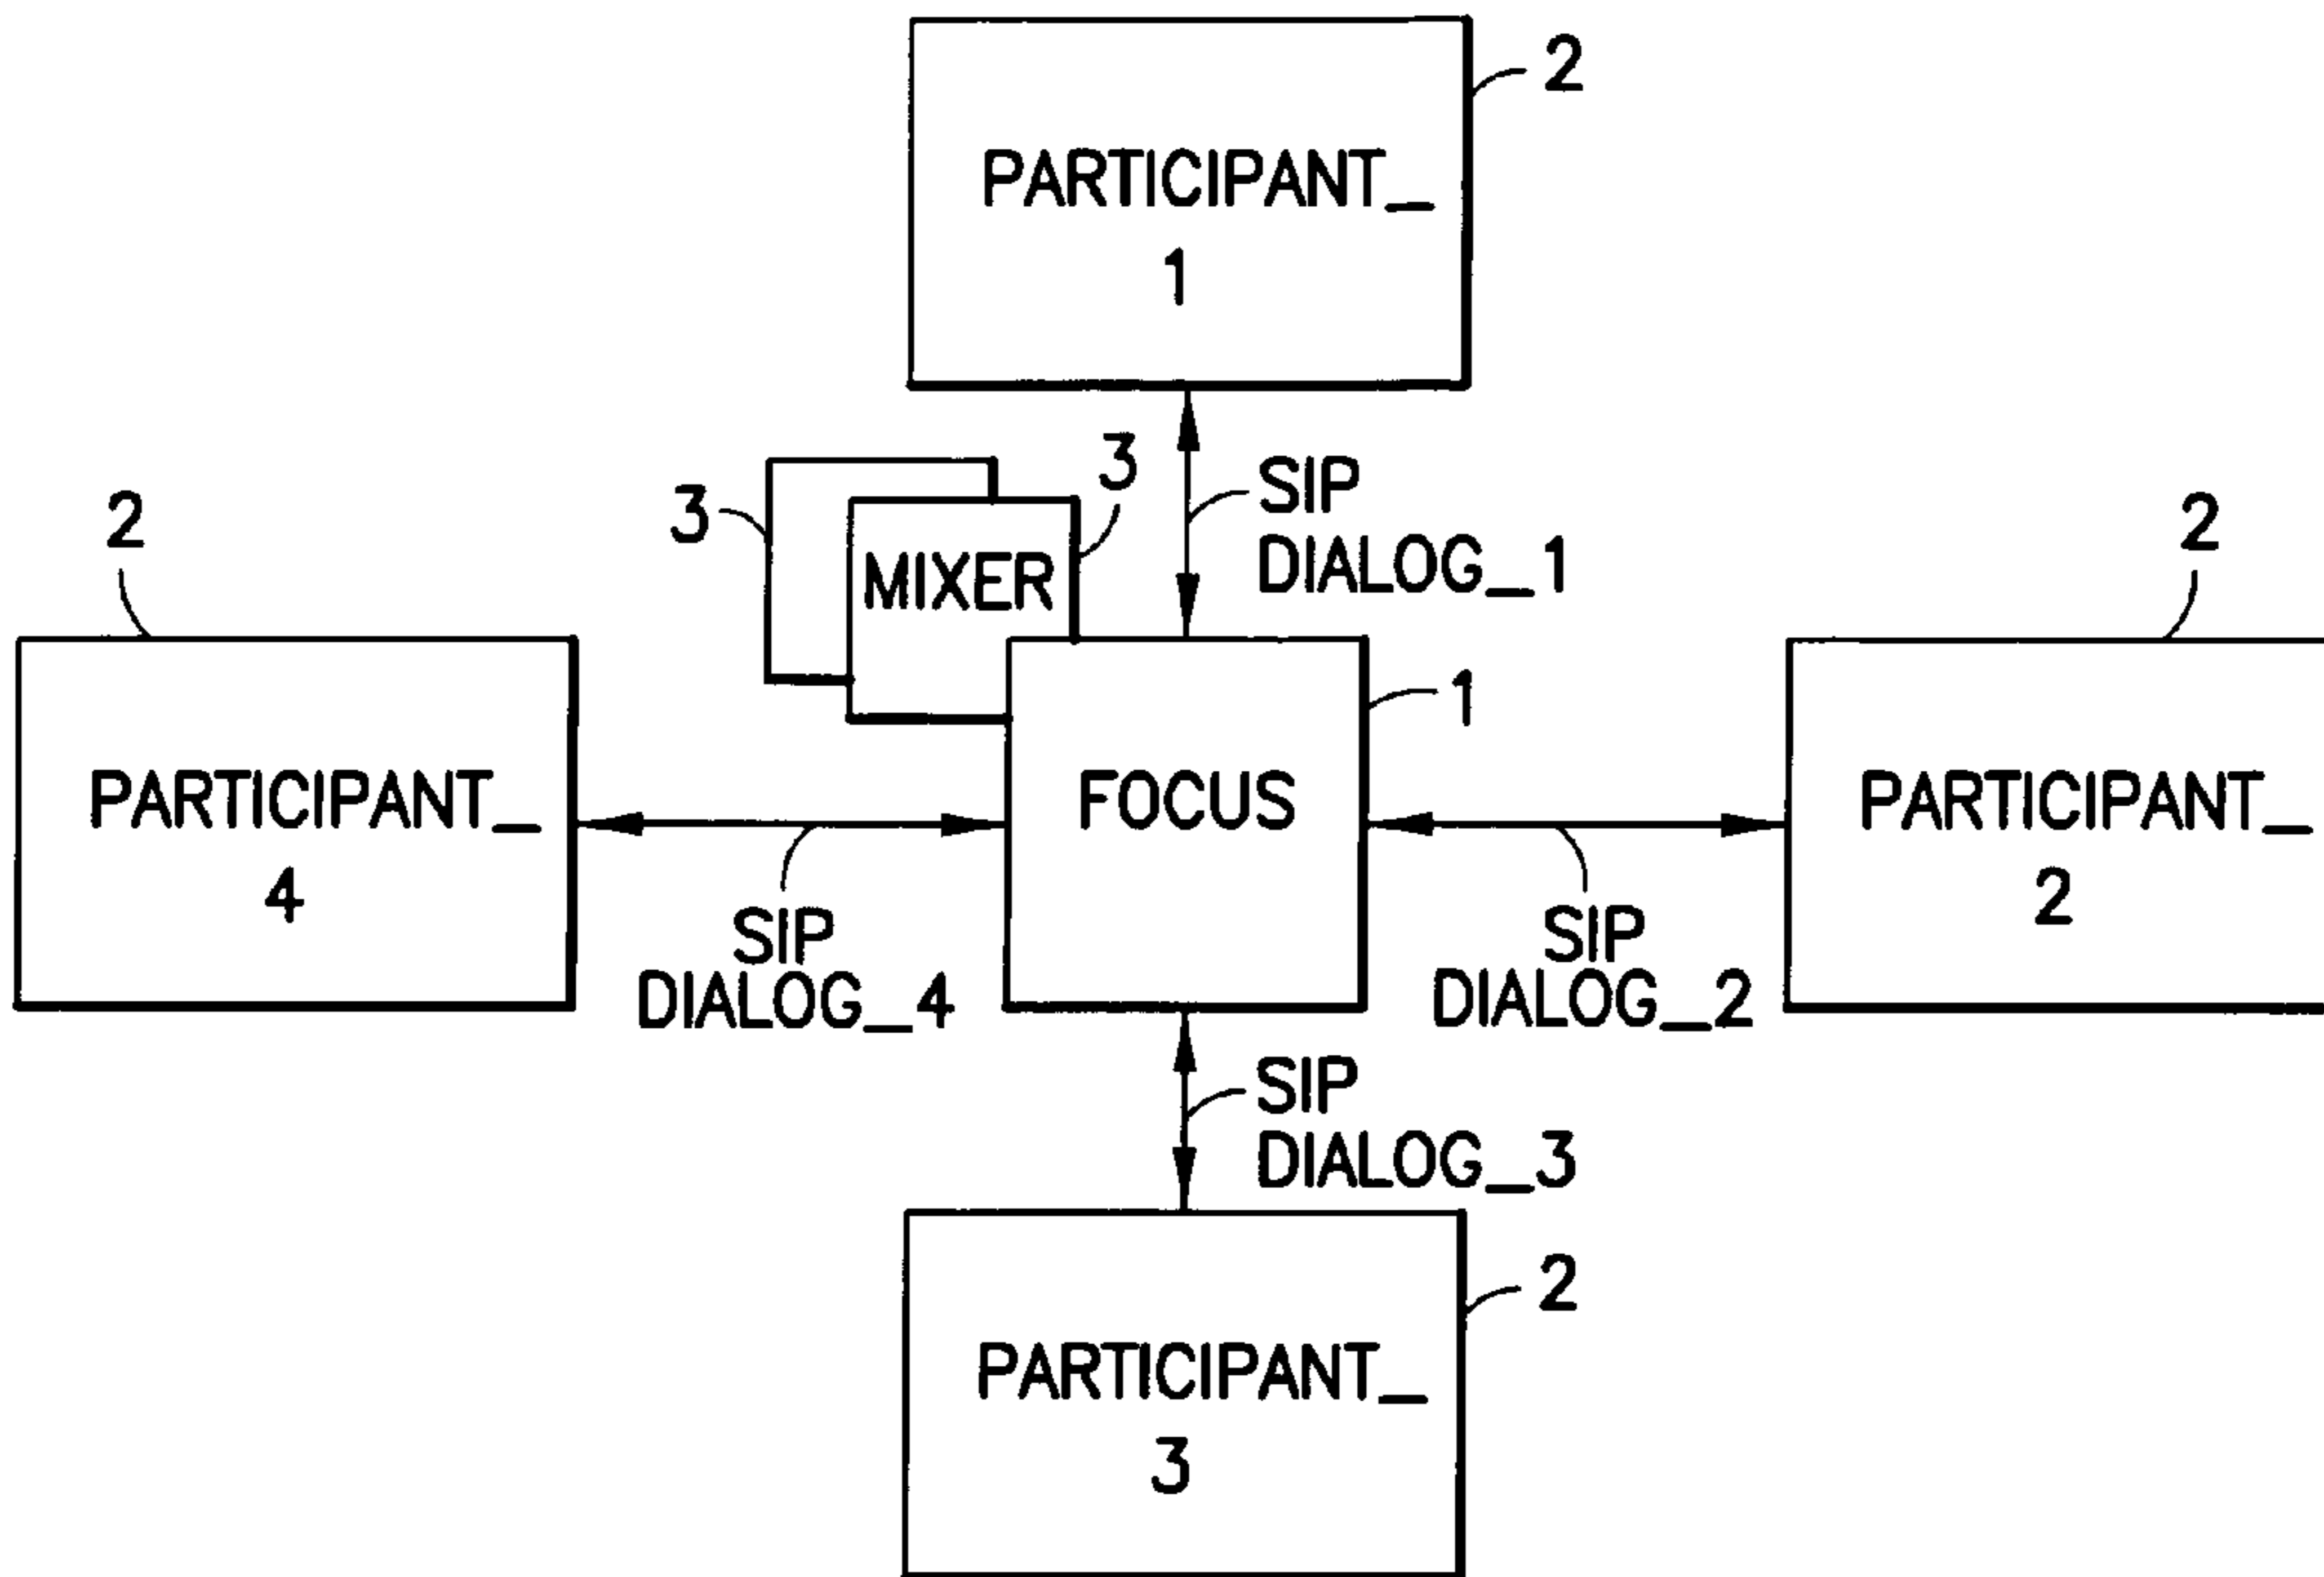 2
PARTICIPANT_
1
3
3
SIP
DIALOG_1
MIXER
2
2
1
PARTICIPANT_
4
FOCUS
PARTICIPANT_
2
SIP
DIALOG_4
SIP
DIALOG_2
SIP
DIALOG_3
2
PARTICIPANT_
3